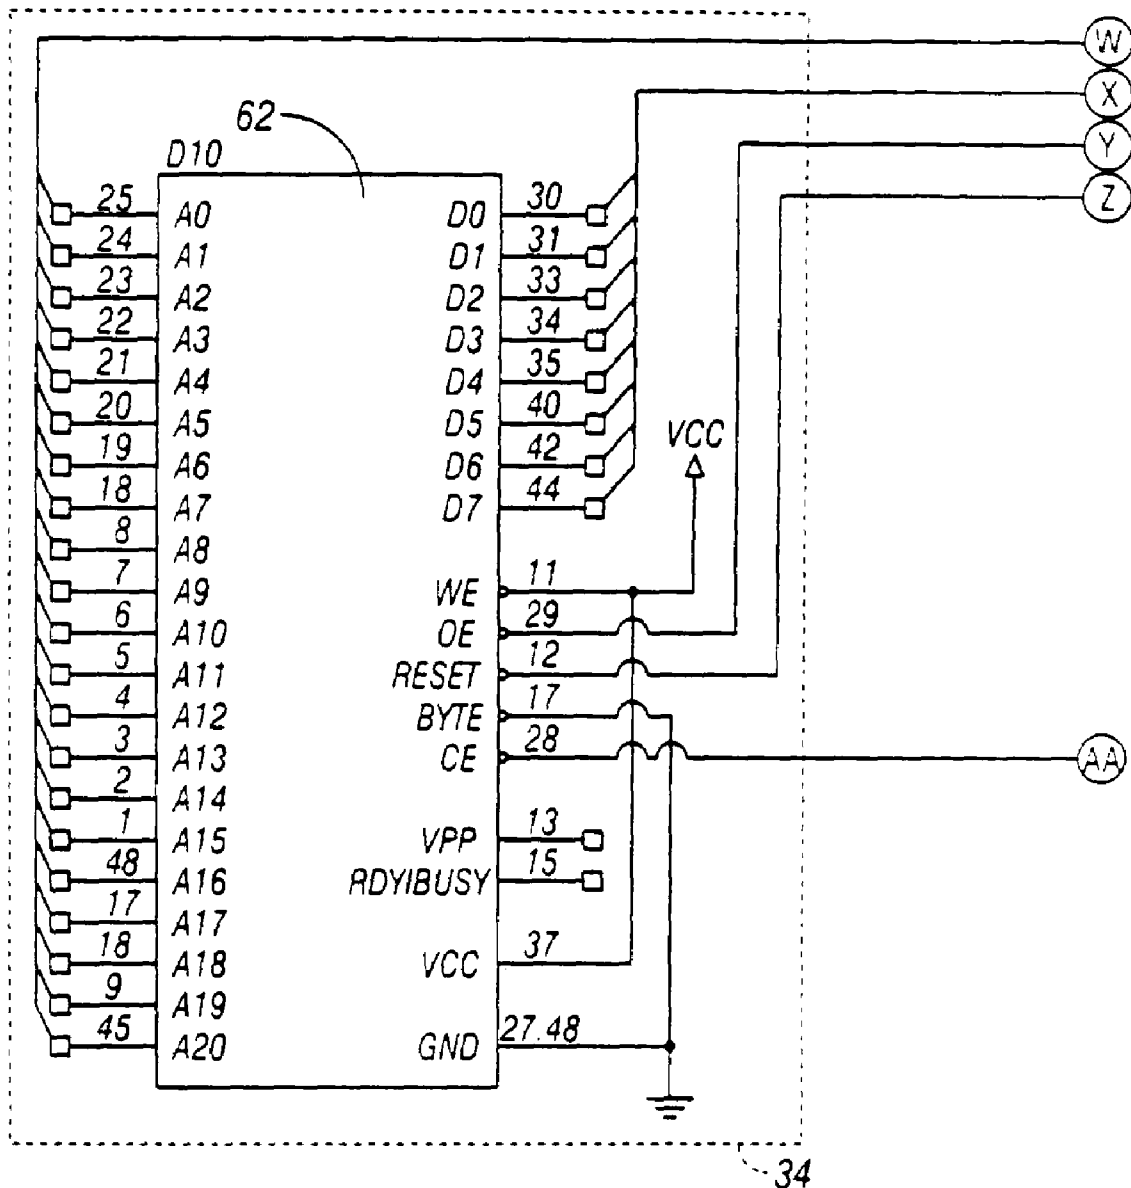 W
X
62
Y
D10
Z
25 A0 D0 30
24 A1 D1 31
23 A2 D2 33
22 A3 D3 34
21 A4 D4 35
20 A5 D5 40
VCC
19 A6 D6 42
18 A7 D7 44
8 A8
7 A9 WE 11
6 A10 OE 29
5 A11 RESET 12
4 A12 BYTE 17
3 A13 CE 28 AA
2 A14
1 A15 VPP 13
48 A16 RDYIBUSY 15
17 A17
18 A18 VCC 37
9 A19
45 A20 GND 27.48
34